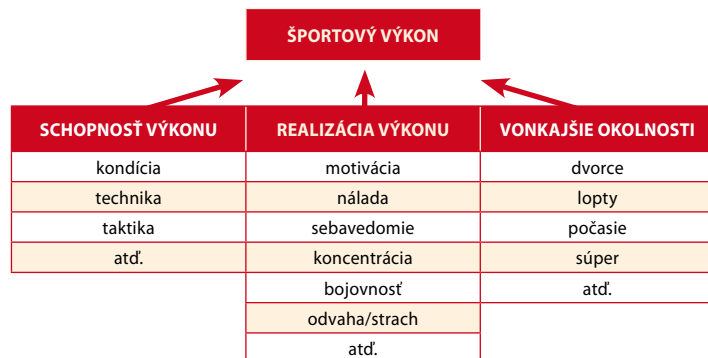 ŠPORTOVÝ VÝKON
SCHOPNOSŤ VÝKONU REALIZÁCIA VÝKONU VONKAJŠIE OKOLNOSTI
kondícia motivácia dvorce
technika nálada lopty
taktika sebavedomie počasie
atď. koncentrácia súper
bojovnosť atď.
odvaha/strach
atď.